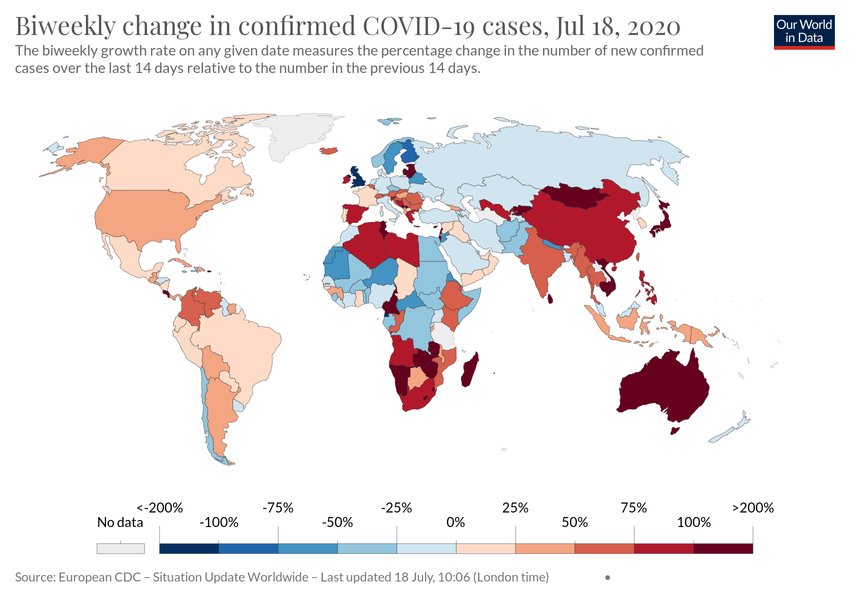 Biweekly change in confirmed COVID-19 cases, Jul 18, 2020
Our World
in Data
The biweekly growth rate on any given date measures the percentage change in the number of new confirmed
cases over the last 14 days relative to the number in the previous 14 days.
<-200% -75% -25% 25% 75% >200%
No data -100% -50% 0% 50% 100%
Source: European CDC – Situation Update Worldwide – Last updated 18 July, 10:06 (London time) •